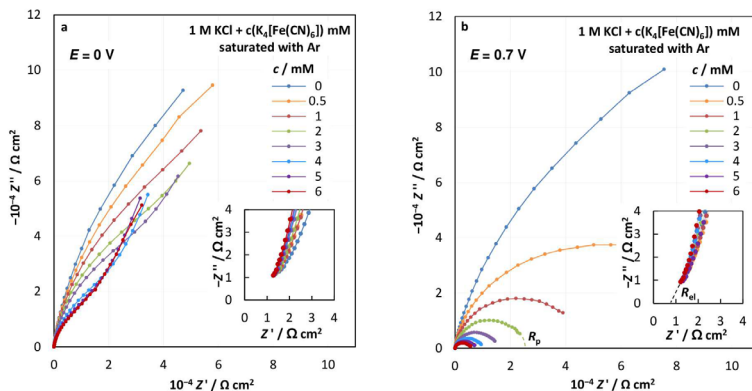 a
1 M KCl + c(K4[Fe(CN)6]) mM
saturated with Ar
E = 0 V
c / mM
0
0.5
1
2
3
4
5
6
−10⁻⁴ Z'' / Ω cm²
12
10
8
6
4
2
0
0 2 4 6 8 10
10⁻⁴ Z' / Ω cm²
−Z'' / Ω cm²
4
3
2
1
0
0 1 2 3 4
Z' / Ω cm²
b
1 M KCl + c(K4[Fe(CN)6]) mM
saturated with Ar
E = 0.7 V
c / mM
0
0.5
1
2
3
4
5
6
−10⁻⁴ Z'' / Ω cm²
12
10
8
6
4
2
0
0 2 4 6 8 10
10⁻⁴ Z' / Ω cm²
Rp
−Z'' / Ω cm²
4
3
2
1
0
0 1 2 3 4
Rel
Z' / Ω cm²